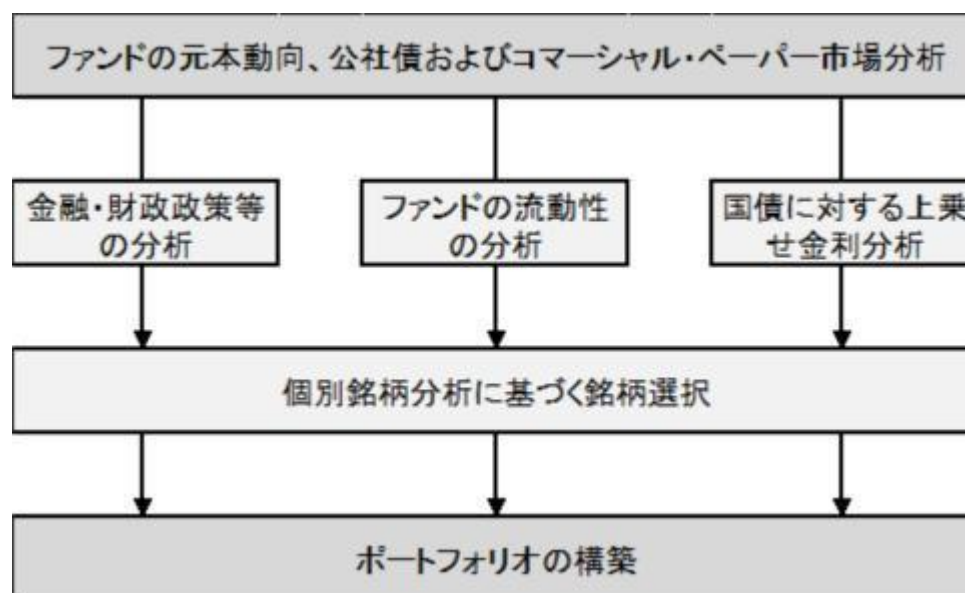 ファンドの元本動向、公社債およびコマーシャル・ペーパー市場分析
金融・財政政策等
の分析
ファンドの流動性
の分析
国債に対する上乗
せ金利分析
個別銘柄分析に基づく銘柄選択
ポートフォリオの構築